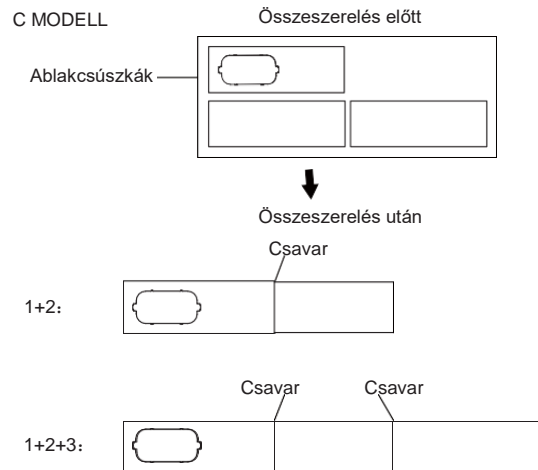 C MODELL
Összeszerelés előtt
Ablakcsúszkák
Összeszerelés után
Csavar
1+2:
Csavar Csavar
1+2+3: